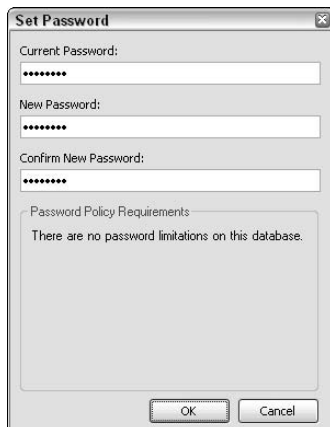 Set Password
Current Password:
••••••••
New Password:
••••••••
Confirm New Password:
••••••••
Password Policy Requirements
There are no password limitations on this database.
OK Cancel